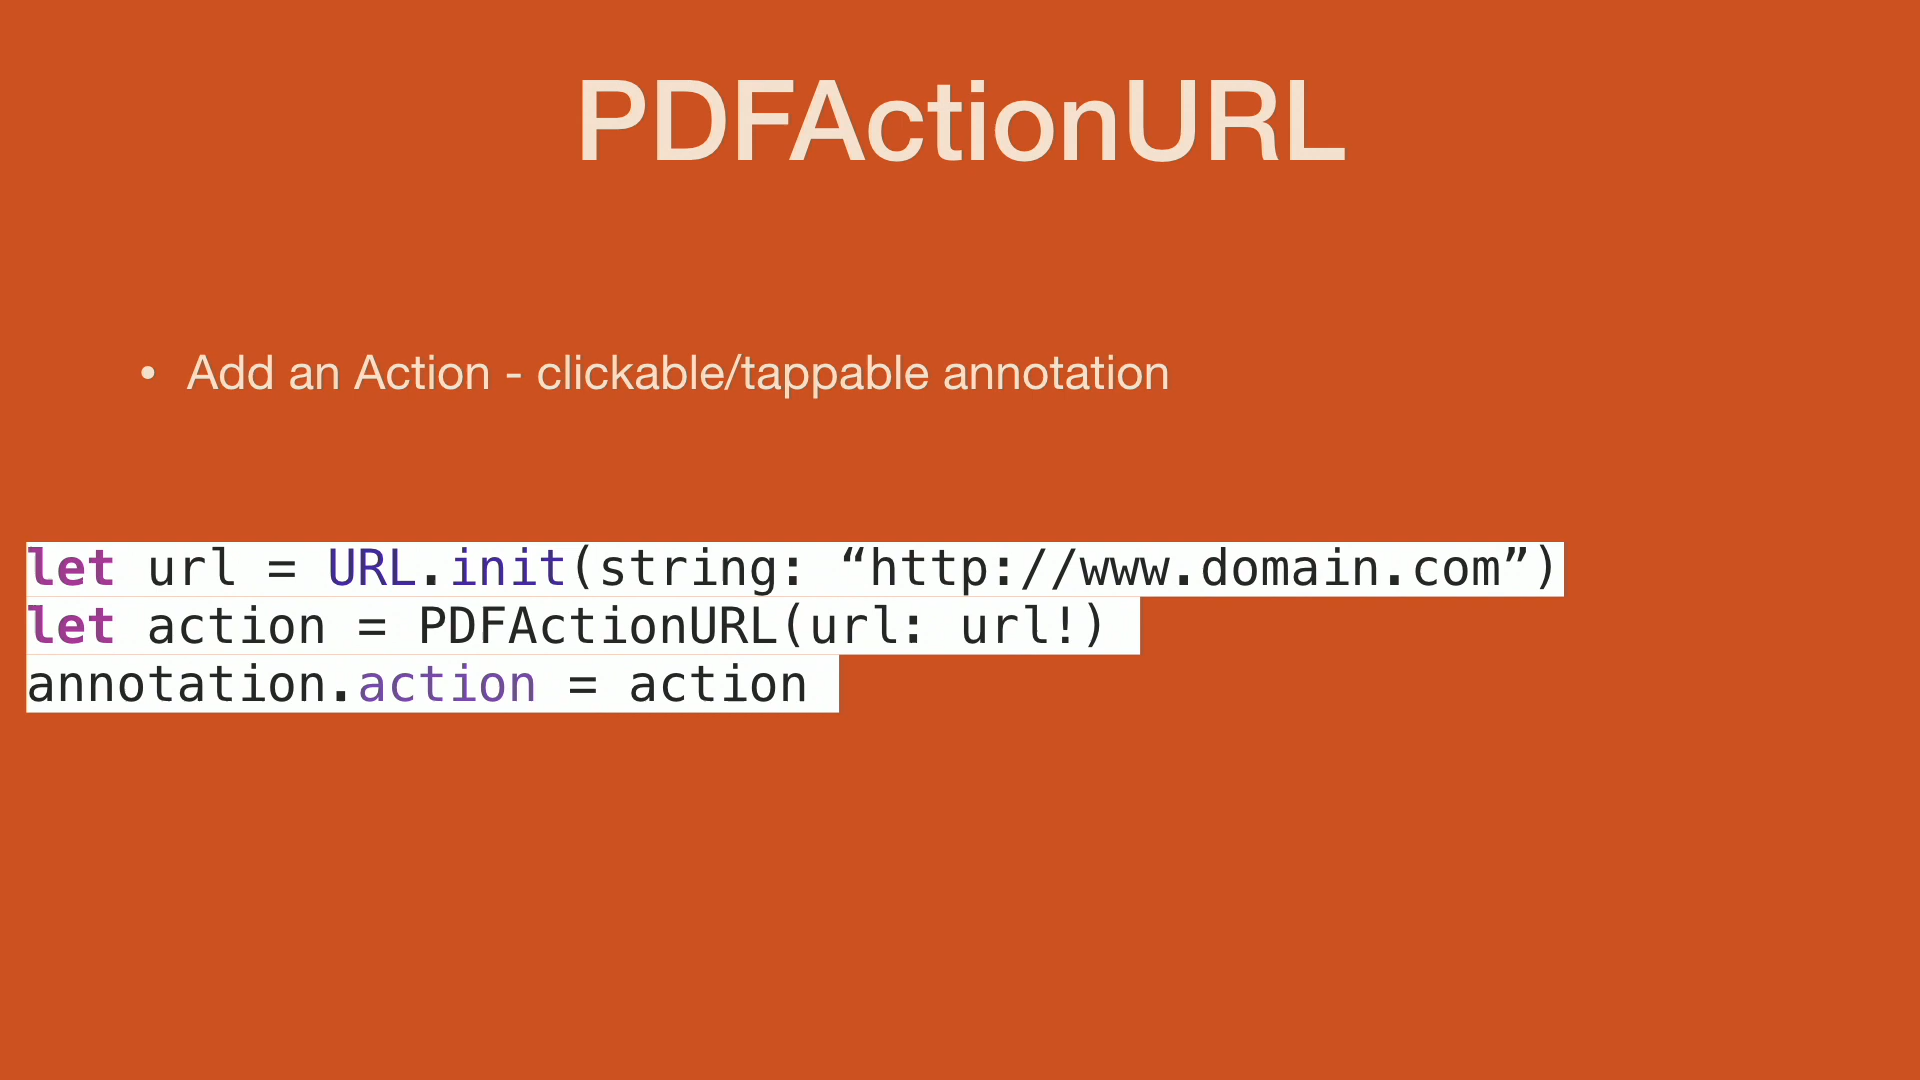 PDFActionURL
• Add an Action - clickable/tappable annotation
let url = URL.init(string: “http://www.domain.com”)
let action = PDFActionURL(url: url!)
annotation.action = action